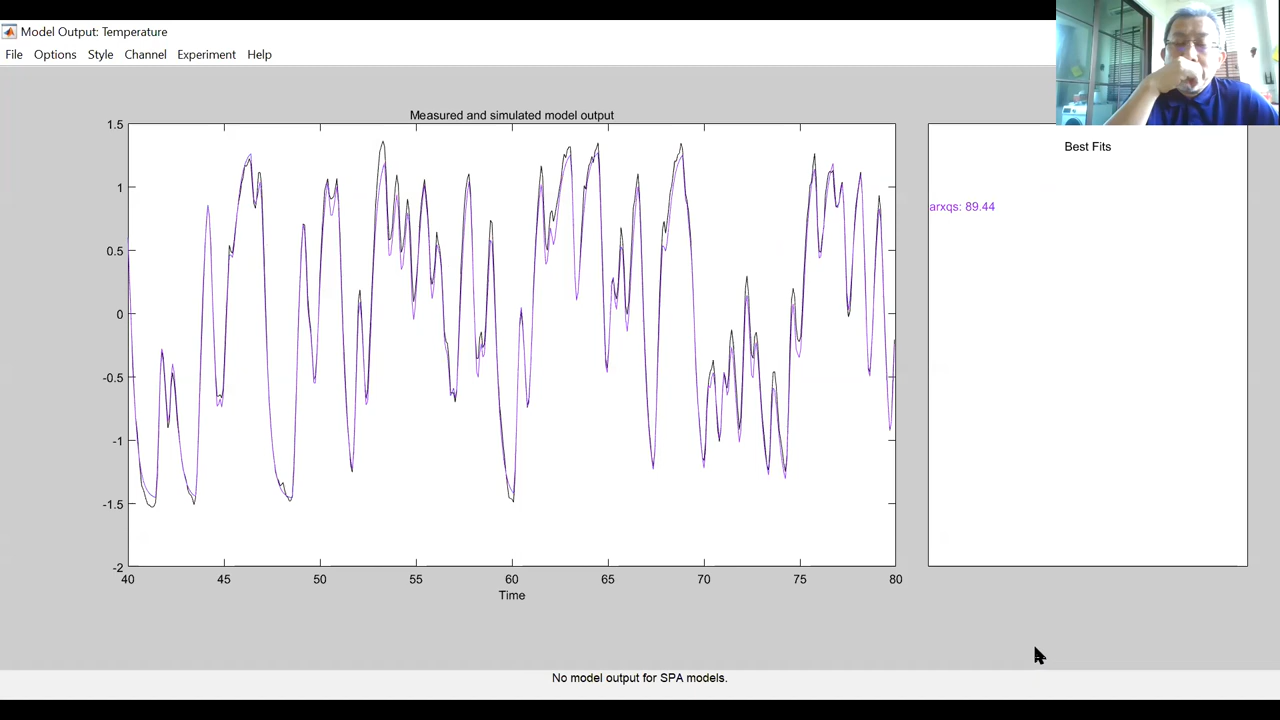 Model Output: Temperature
File Options Style Channel Experiment Help
Measured and simulated model output
1.5
1
0.5
0
-0.5
-1
-1.5
-2
40 45 50 55 60 65 70 75 80
Time
Best Fits
arxqs: 89.44
No model output for SPA models.